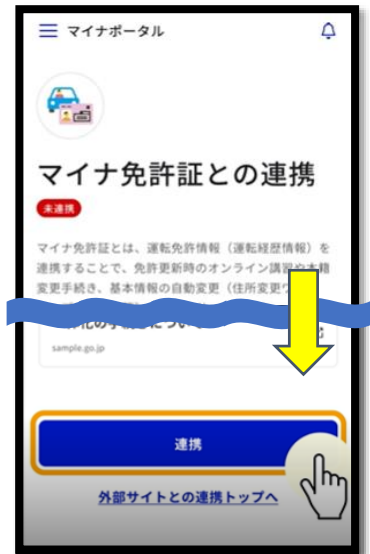 マイナポータル
マイナ免許証との連携
未連携
マイナ免許証とは、運転免許情報（運転経歴情報）を
連携することで、免許更新時のオンライン講習や本籍
変更手続き、基本情報の自動変更（住所変更ワ
sample.go.jp
連携
外部サイトとの連携トップへ